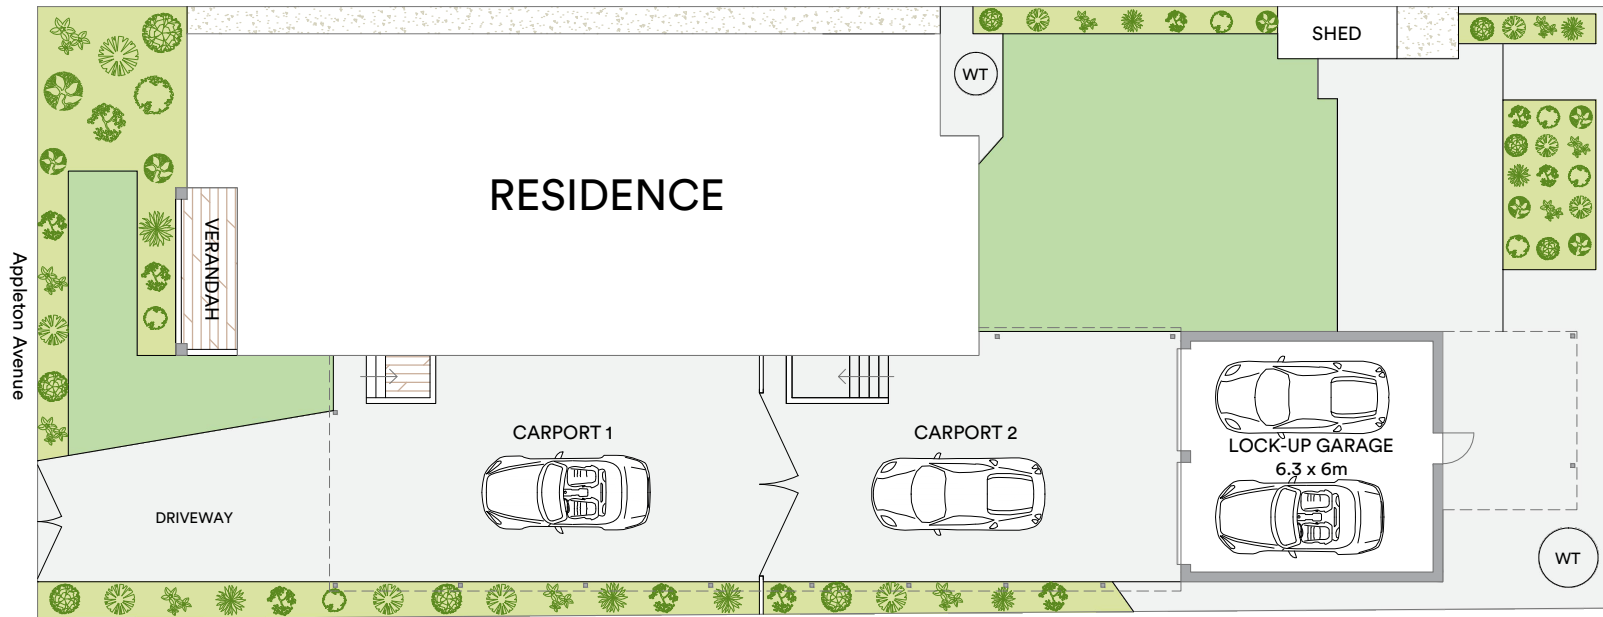 SHED
WT
RESIDENCE
VERANDAH
Appleton Avenue
CARPORT 1
CARPORT 2
LOCK-UP GARAGE
6.3 x 6m
DRIVEWAY
WT